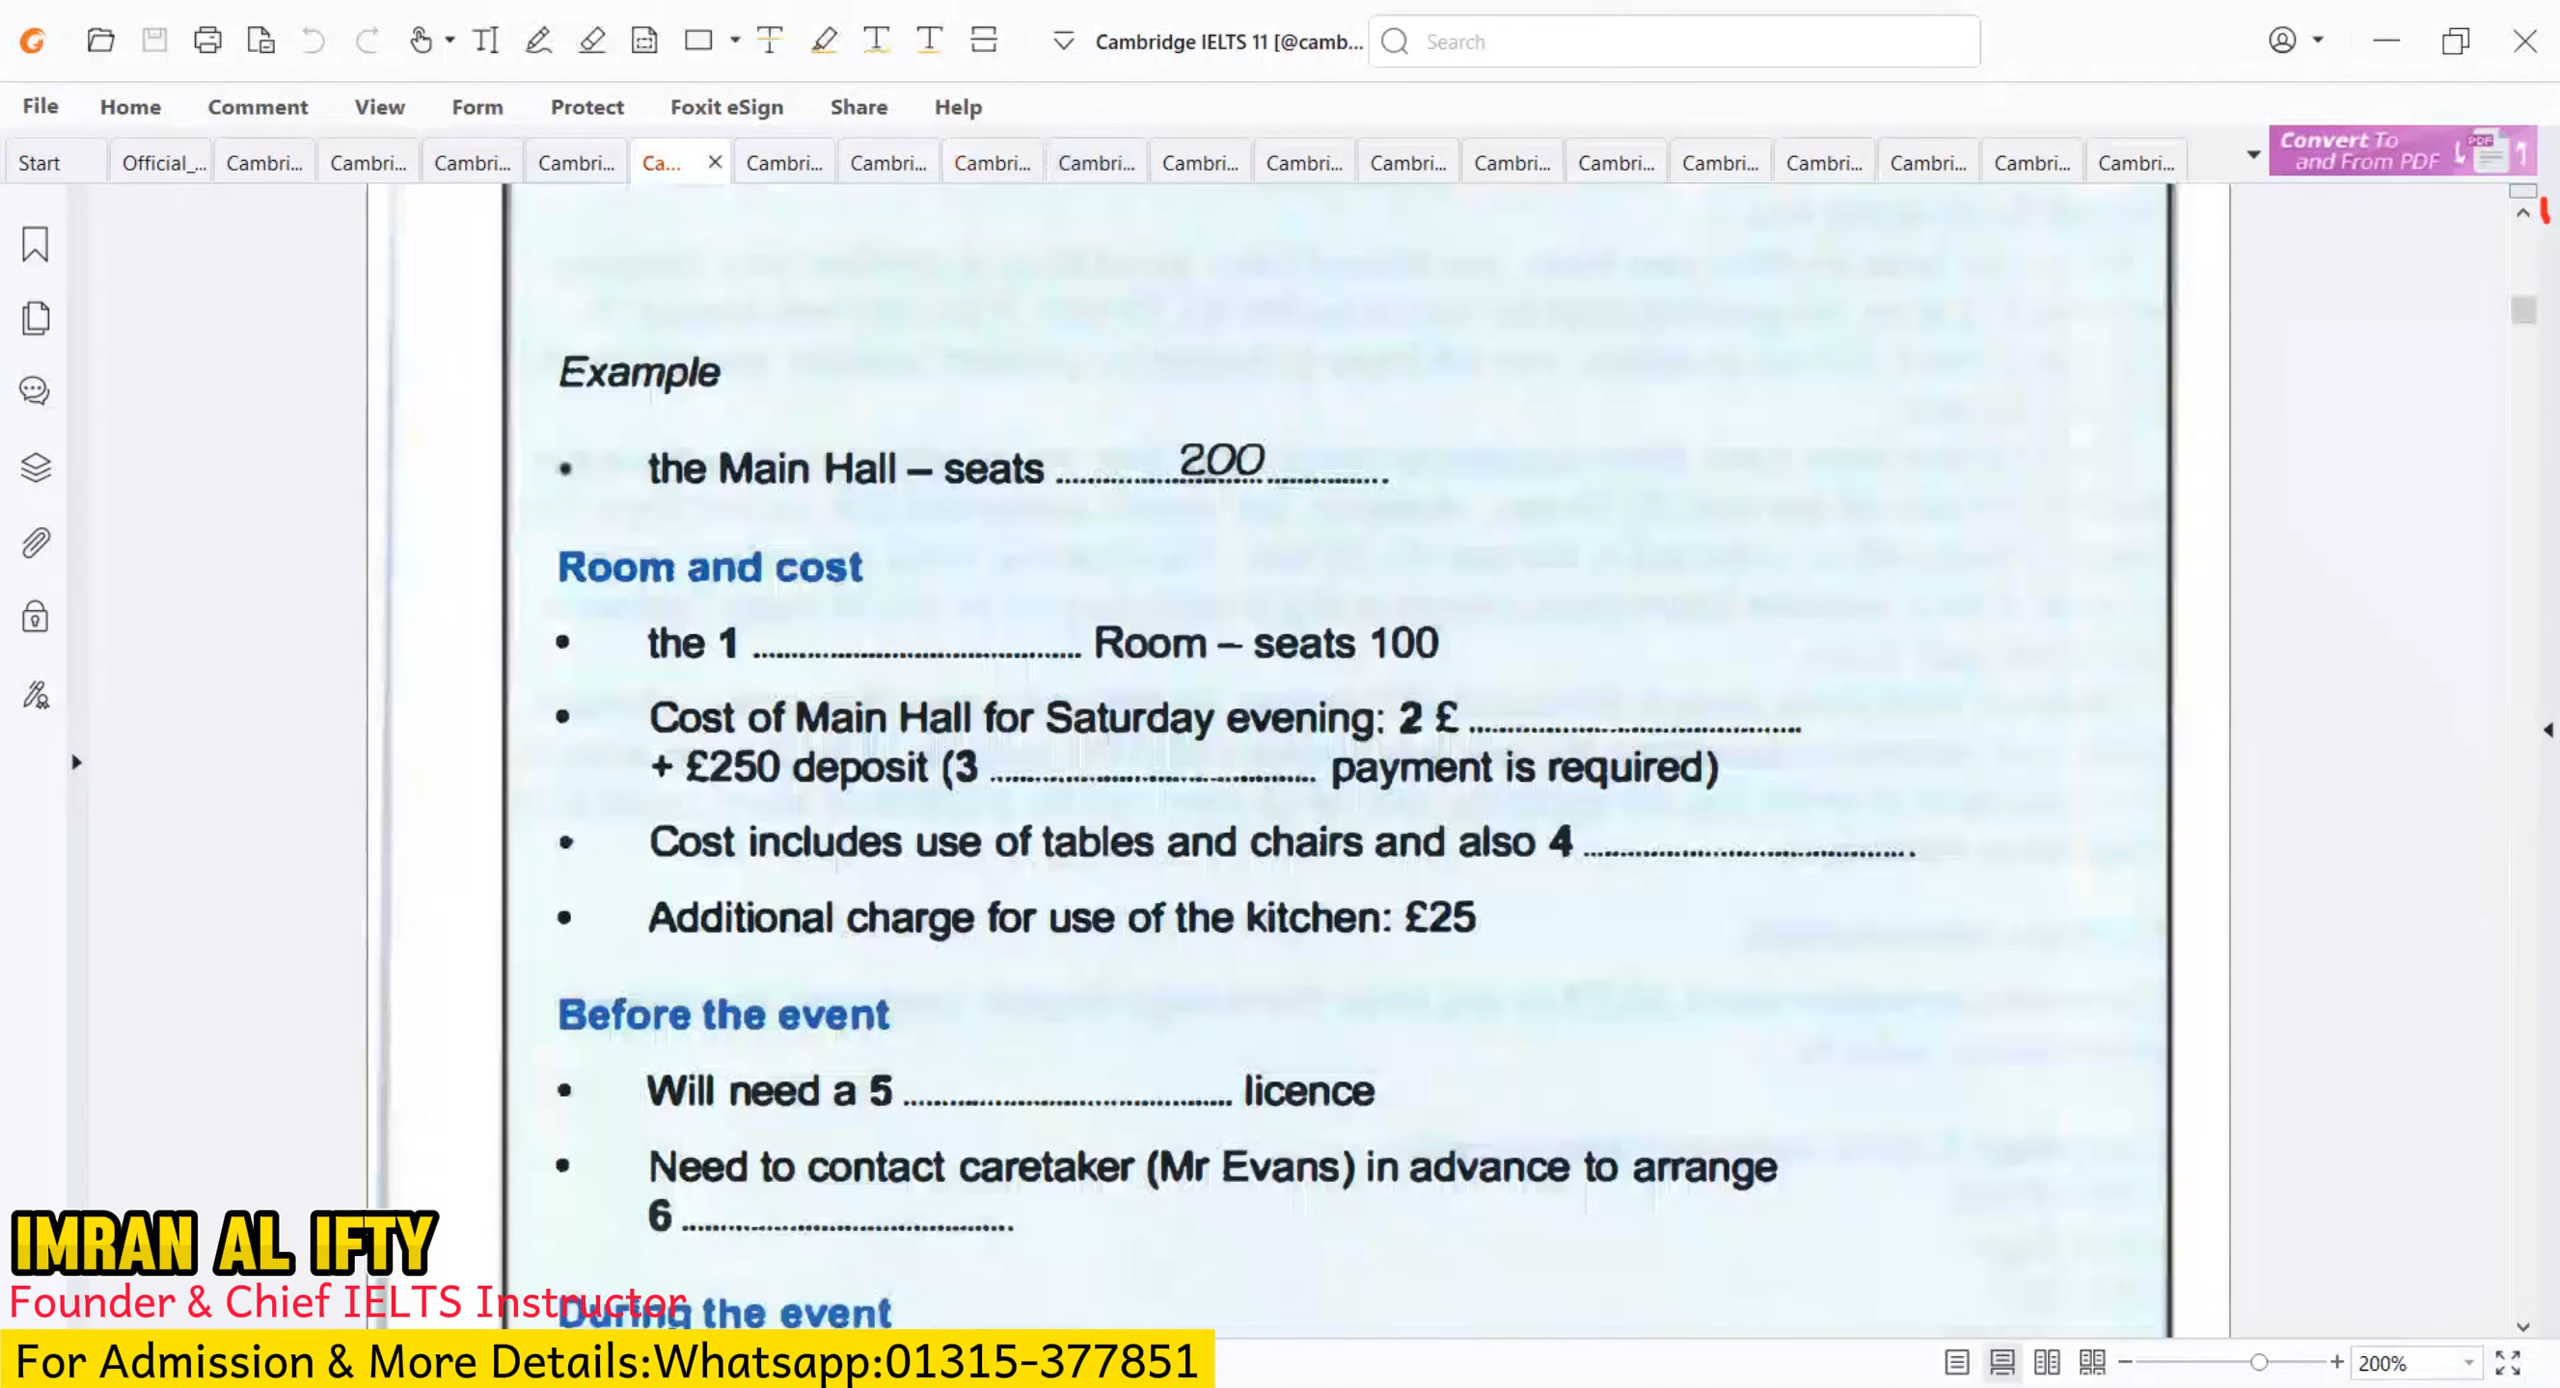 Cambridge IELTS 11 [@camb...
Search
File Home Comment View Form Protect Foxit eSign Share Help
Start Official_... Cambri... Cambri... Cambri... Cambri... Ca... Cambri... Cambri... Cambri... Cambri... Cambri... Cambri... Cambri... Cambri... Cambri... Cambri... Cambri... Cambri... Cambri... Cambri...
Convert To
and From PDF
PDF
Example
• the Main Hall – seats ....200....
Room and cost
• the 1 .................... Room – seats 100
• Cost of Main Hall for Saturday evening: 2 £ ....................
+ £250 deposit (3 .................... payment is required)
• Cost includes use of tables and chairs and also 4 ....................
• Additional charge for use of the kitchen: £25
Before the event
• Will need a 5 .................... licence
• Need to contact caretaker (Mr Evans) in advance to arrange
6 ....................
During the event
IMRAN AL IFTY
Founder & Chief IELTS Instructor
For Admission & More Details:Whatsapp:01315-377851
200%